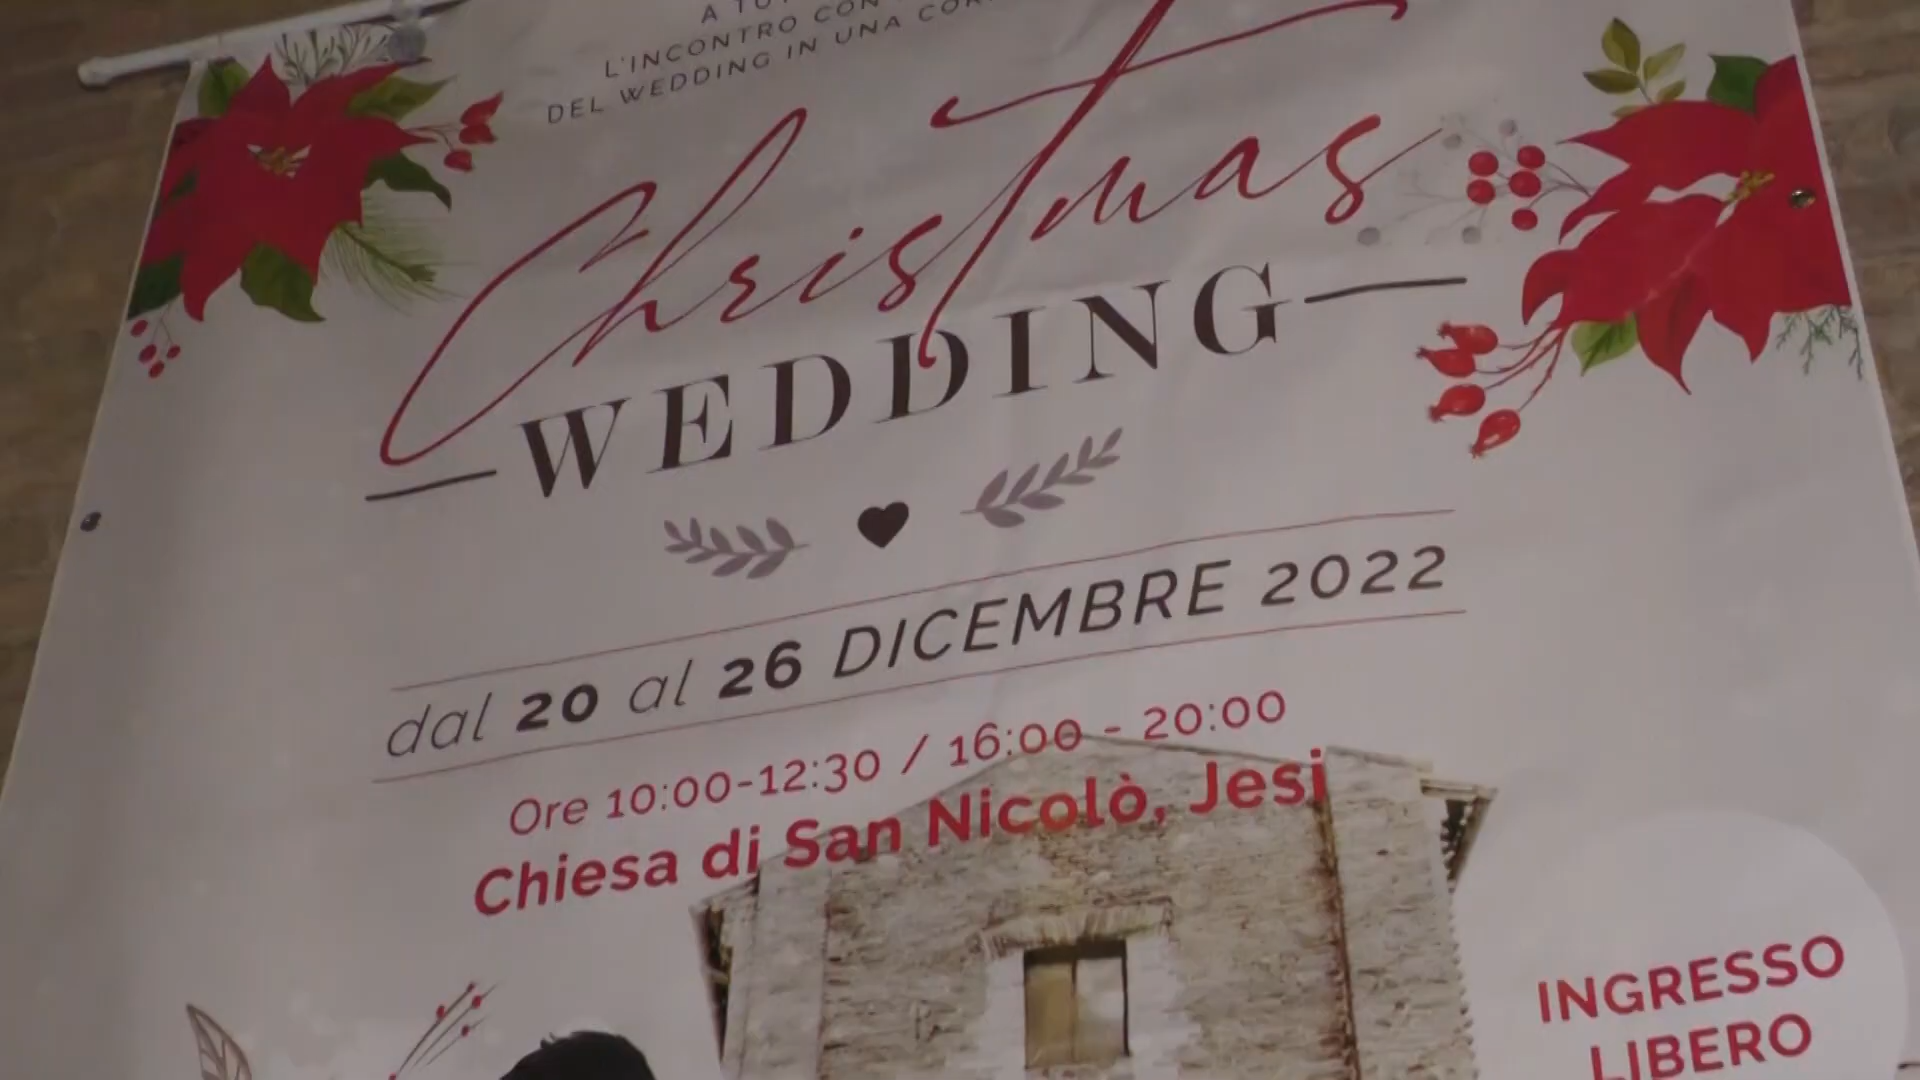 L'INCONTRO CON
DEL WEDDING IN UNA
Christmas
WEDDING
dal 20 al 26 DICEMBRE 2022
Ore 10:00-12:30 / 16:00 - 20:00
Chiesa di San Nicolò, Jesi
INGRESSO
LIBERO